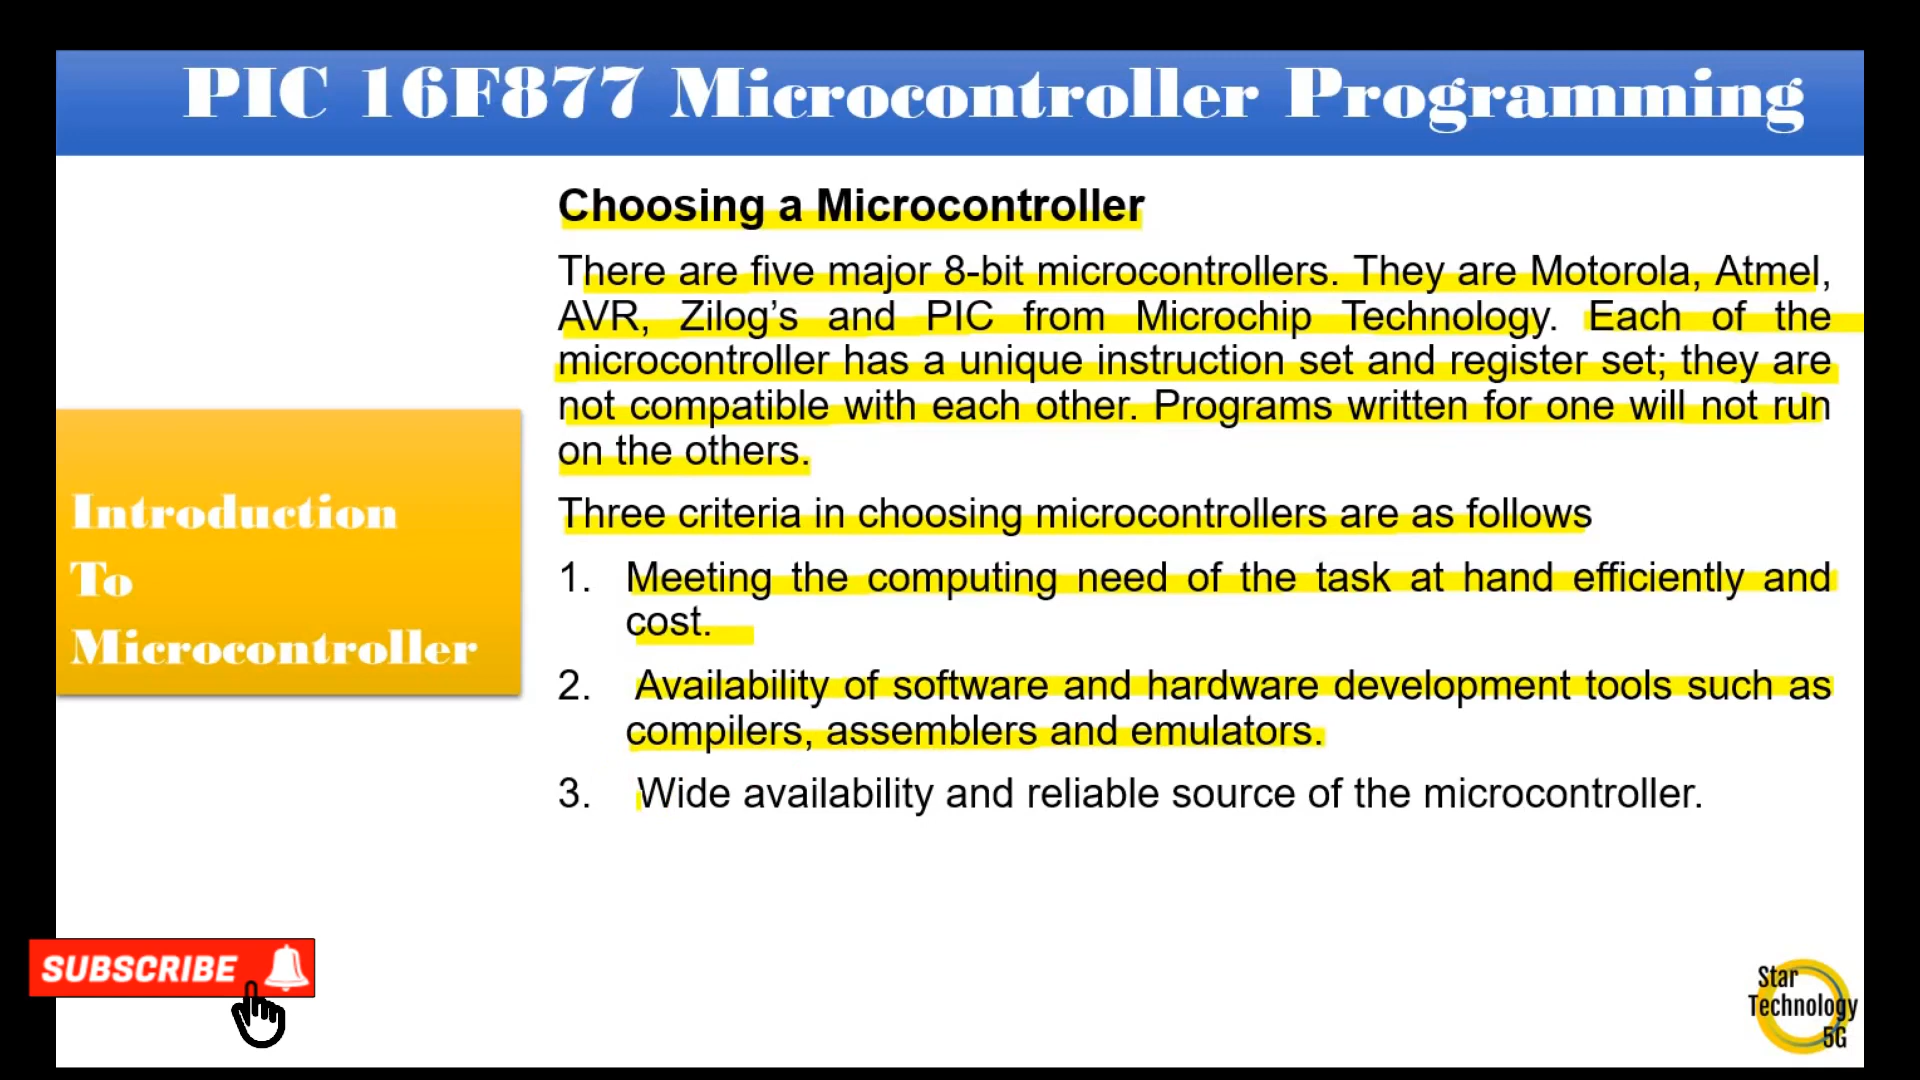 PIC 16F877 Microcontroller Programming
Choosing a Microcontroller
There are five major 8-bit microcontrollers. They are Motorola, Atmel,
AVR, Zilog’s and PIC from Microchip Technology. Each of the
microcontroller has a unique instruction set and register set; they are
not compatible with each other. Programs written for one will not run
on the others.
Three criteria in choosing microcontrollers are as follows
1. Meeting the computing need of the task at hand efficiently and
cost.
2. Availability of software and hardware development tools such as
compilers, assemblers and emulators.
3. Wide availability and reliable source of the microcontroller.
Introduction
To
Microcontroller
SUBSCRIBE
Star
Technology
5G